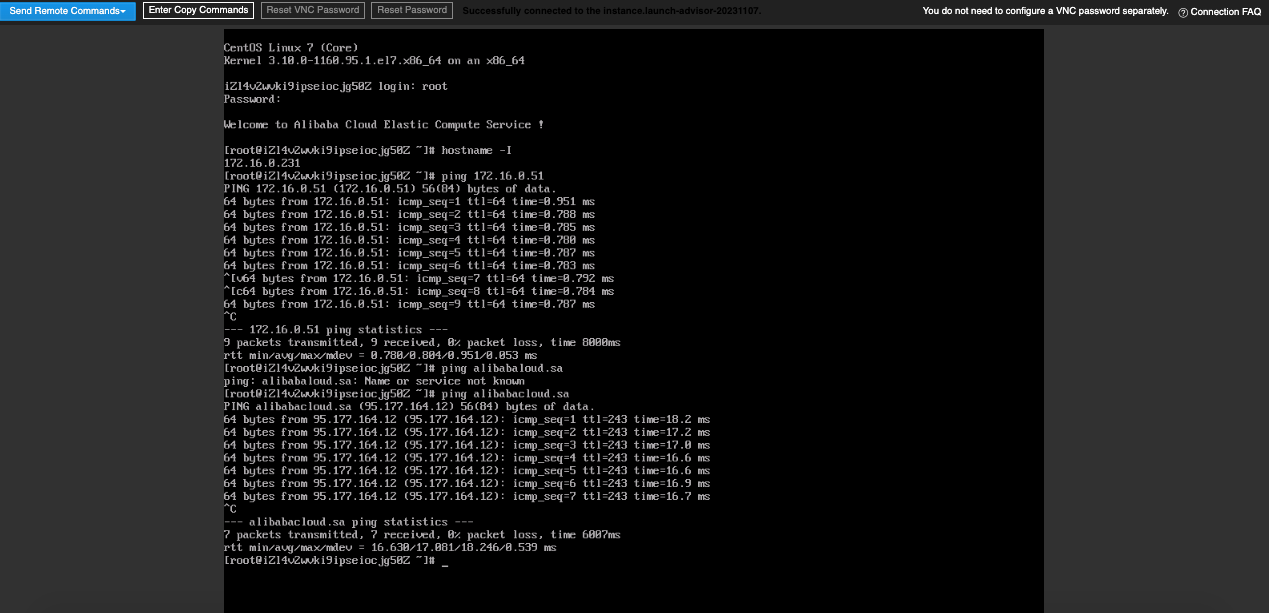 Send Remote Commands
Enter Copy Commands
Reset VNC Password
Reset Password
Successfully connected to the instance.launch-advisor-20231107.
You do not need to configure a VNC password separately.
Connection FAQ
CentOS Linux 7 (Core)
Kernel 3.10.0-1160.95.1.el7.x86_64 on an x86_64
iZl4v2wvki9ipseiocjg50Z login: root
Password:
Welcome to Alibaba Cloud Elastic Compute Service !
[root@iZl4v2wvki9ipseiocjg50Z ~]# hostname -I
172.16.0.231
[root@iZl4v2wvki9ipseiocjg50Z ~]# ping 172.16.0.51
PING 172.16.0.51 (172.16.0.51) 56(84) bytes of data.
64 bytes from 172.16.0.51: icmp_seq=1 ttl=64 time=0.951 ms
64 bytes from 172.16.0.51: icmp_seq=2 ttl=64 time=0.788 ms
64 bytes from 172.16.0.51: icmp_seq=3 ttl=64 time=0.785 ms
64 bytes from 172.16.0.51: icmp_seq=4 ttl=64 time=0.780 ms
64 bytes from 172.16.0.51: icmp_seq=5 ttl=64 time=0.787 ms
64 bytes from 172.16.0.51: icmp_seq=6 ttl=64 time=0.783 ms
^[v64 bytes from 172.16.0.51: icmp_seq=7 ttl=64 time=0.792 ms
^[c64 bytes from 172.16.0.51: icmp_seq=8 ttl=64 time=0.784 ms
64 bytes from 172.16.0.51: icmp_seq=9 ttl=64 time=0.787 ms
^C
--- 172.16.0.51 ping statistics ---
9 packets transmitted, 9 received, 0% packet loss, time 8000ms
rtt min/avg/max/mdev = 0.780/0.804/0.951/0.053 ms
[root@iZl4v2wvki9ipseiocjg50Z ~]# ping alibabaloud.sa
ping: alibabaloud.sa: Name or service not known
[root@iZl4v2wvki9ipseiocjg50Z ~]# ping alibabacloud.sa
PING alibabacloud.sa (95.177.164.12) 56(84) bytes of data.
64 bytes from 95.177.164.12 (95.177.164.12): icmp_seq=1 ttl=243 time=18.2 ms
64 bytes from 95.177.164.12 (95.177.164.12): icmp_seq=2 ttl=243 time=17.2 ms
64 bytes from 95.177.164.12 (95.177.164.12): icmp_seq=3 ttl=243 time=17.0 ms
64 bytes from 95.177.164.12 (95.177.164.12): icmp_seq=4 ttl=243 time=16.6 ms
64 bytes from 95.177.164.12 (95.177.164.12): icmp_seq=5 ttl=243 time=16.6 ms
64 bytes from 95.177.164.12 (95.177.164.12): icmp_seq=6 ttl=243 time=16.9 ms
64 bytes from 95.177.164.12 (95.177.164.12): icmp_seq=7 ttl=243 time=16.7 ms
^C
--- alibabacloud.sa ping statistics ---
7 packets transmitted, 7 received, 0% packet loss, time 6007ms
rtt min/avg/max/mdev = 16.630/17.081/18.246/0.539 ms
[root@iZl4v2wvki9ipseiocjg50Z ~]# _